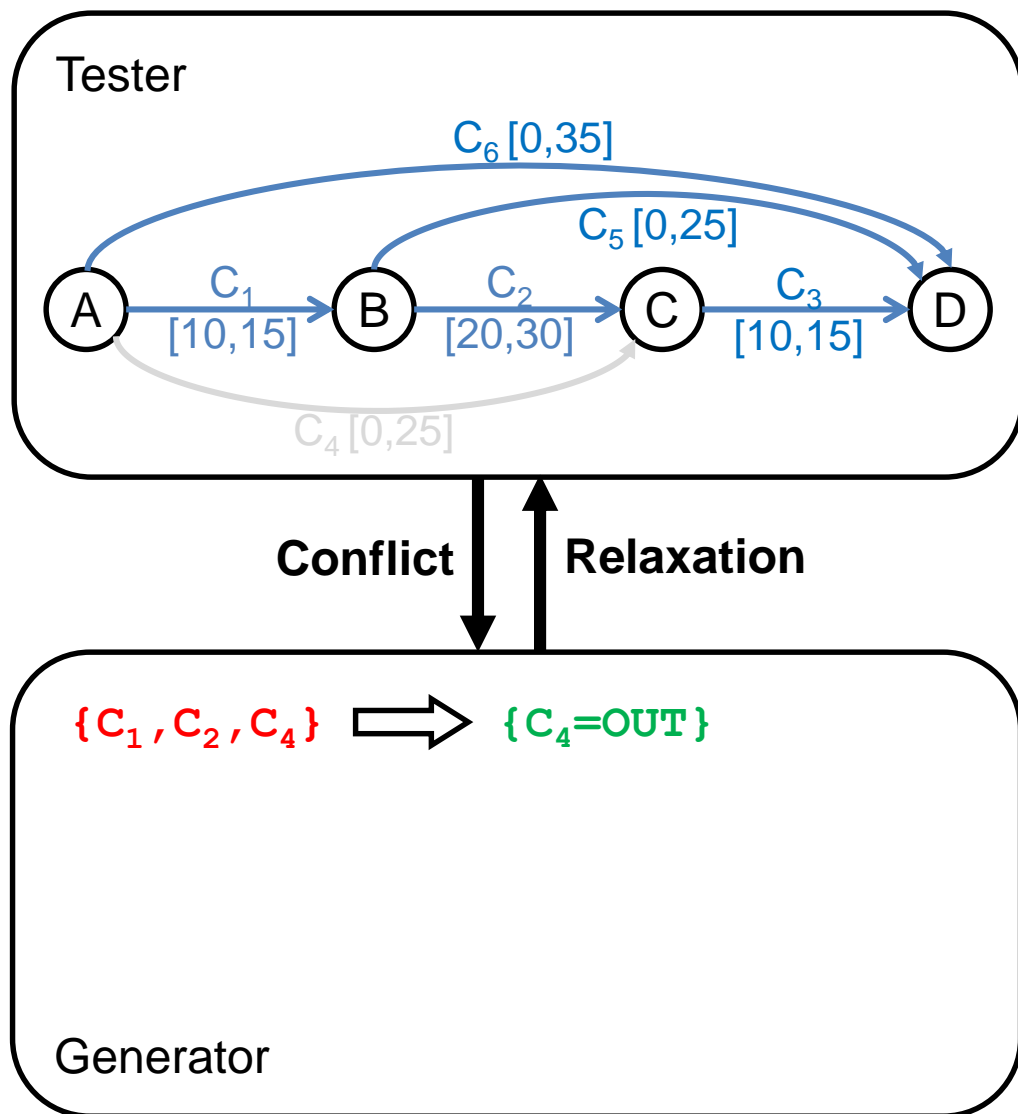 Tester
C₆ [0,35]
C₅ [0,25]
A C₁ B C₂ C C₃ D
[10,15] [20,30] [10,15]
C₄ [0,25]
Conflict Relaxation
{C₁,C₂,C₄} {C₄=OUT}
Generator